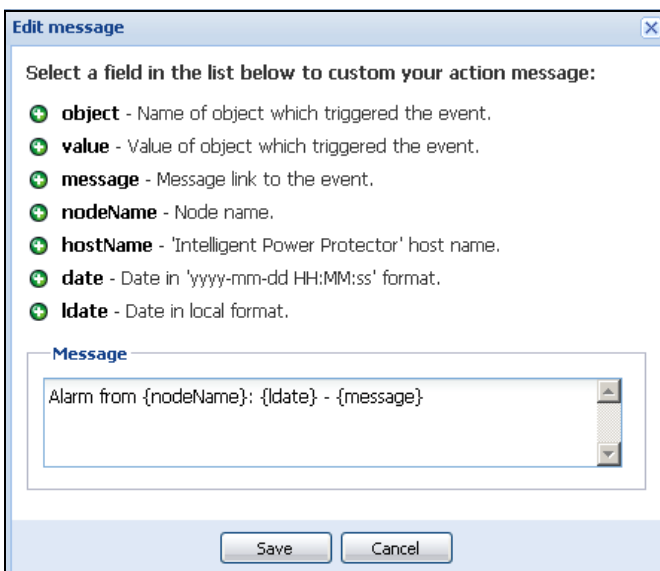 Edit message
Select a field in the list below to custom your action message:
object - Name of object which triggered the event.
value - Value of object which triggered the event.
message - Message link to the event.
nodeName - Node name.
hostName - 'Intelligent Power Protector' host name.
date - Date in 'yyyy-mm-dd HH:MM:ss' format.
ldate - Date in local format.
Message
Alarm from {nodeName}: {ldate} - {message}
Save Cancel